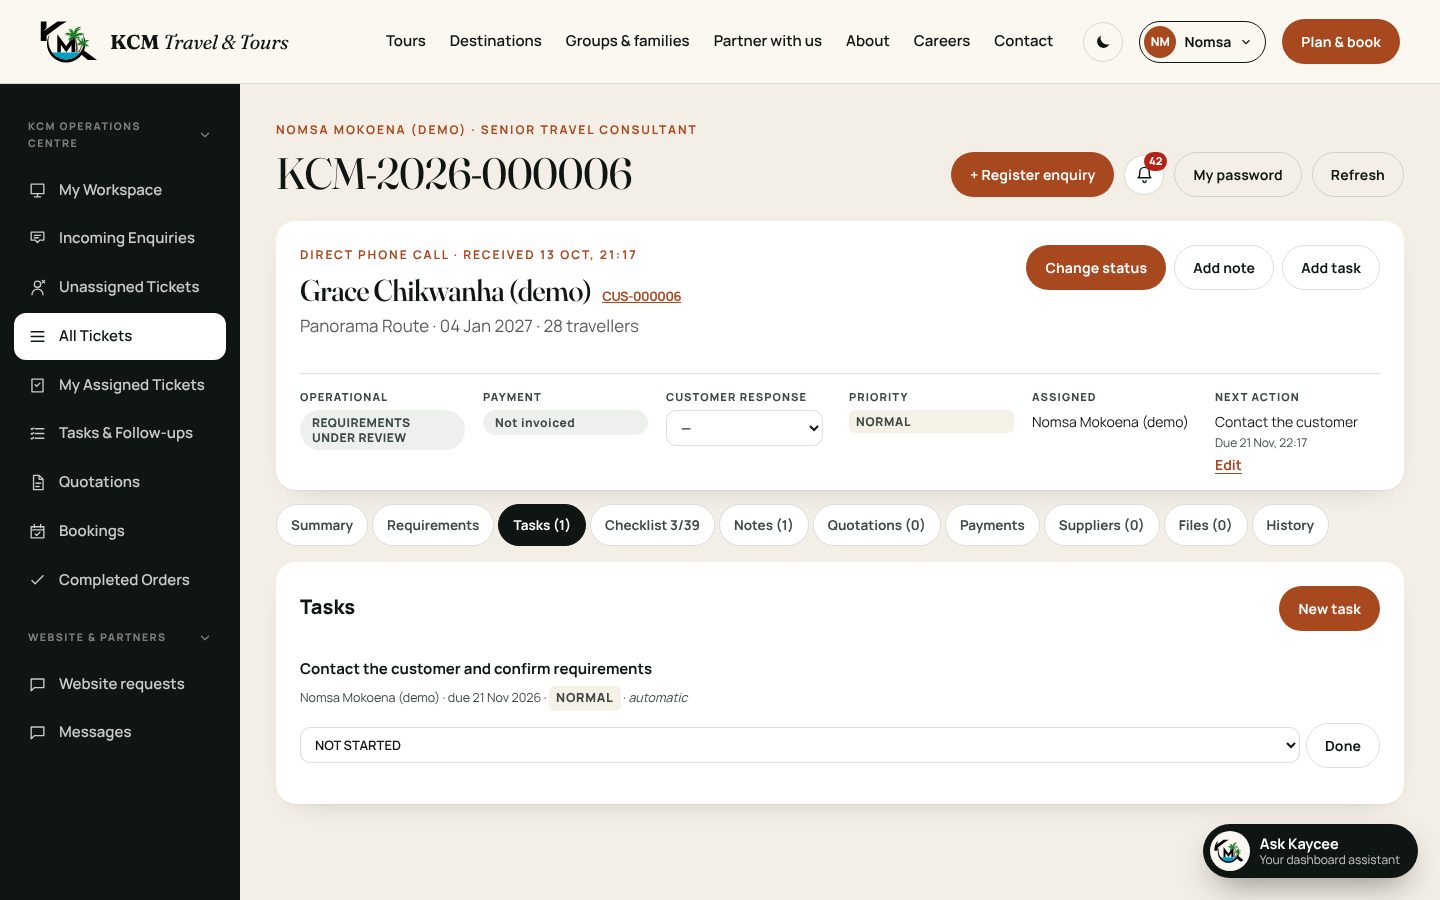 KCM Travel & Tours
Tours
Destinations
Groups & families
Partner with us
About
Careers
Contact
NM
Nomsa
Plan & book
KCM OPERATIONS
CENTRE
My Workspace
Incoming Enquiries
Unassigned Tickets
All Tickets
My Assigned Tickets
Tasks & Follow-ups
Quotations
Bookings
Completed Orders
WEBSITE & PARTNERS
Website requests
Messages
NOMSA MOKOENA (DEMO) · SENIOR TRAVEL CONSULTANT
KCM-2026-000006
+ Register enquiry
42
My password
Refresh
DIRECT PHONE CALL · RECEIVED 13 OCT, 21:17
Grace Chikwanha (demo) CUS-000006
Panorama Route · 04 Jan 2027 · 28 travellers
Change status
Add note
Add task
OPERATIONAL
REQUIREMENTS
UNDER REVIEW
PAYMENT
Not invoiced
CUSTOMER RESPONSE
—
PRIORITY
NORMAL
ASSIGNED
Nomsa Mokoena (demo)
NEXT ACTION
Contact the customer
Due 21 Nov, 22:17
Edit
Summary
Requirements
Tasks (1)
Checklist 3/39
Notes (1)
Quotations (0)
Payments
Suppliers (0)
Files (0)
History
Tasks
New task
Contact the customer and confirm requirements
Nomsa Mokoena (demo) · due 21 Nov 2026 · NORMAL · automatic
NOT STARTED
Done
Ask Kaycee
Your dashboard assistant